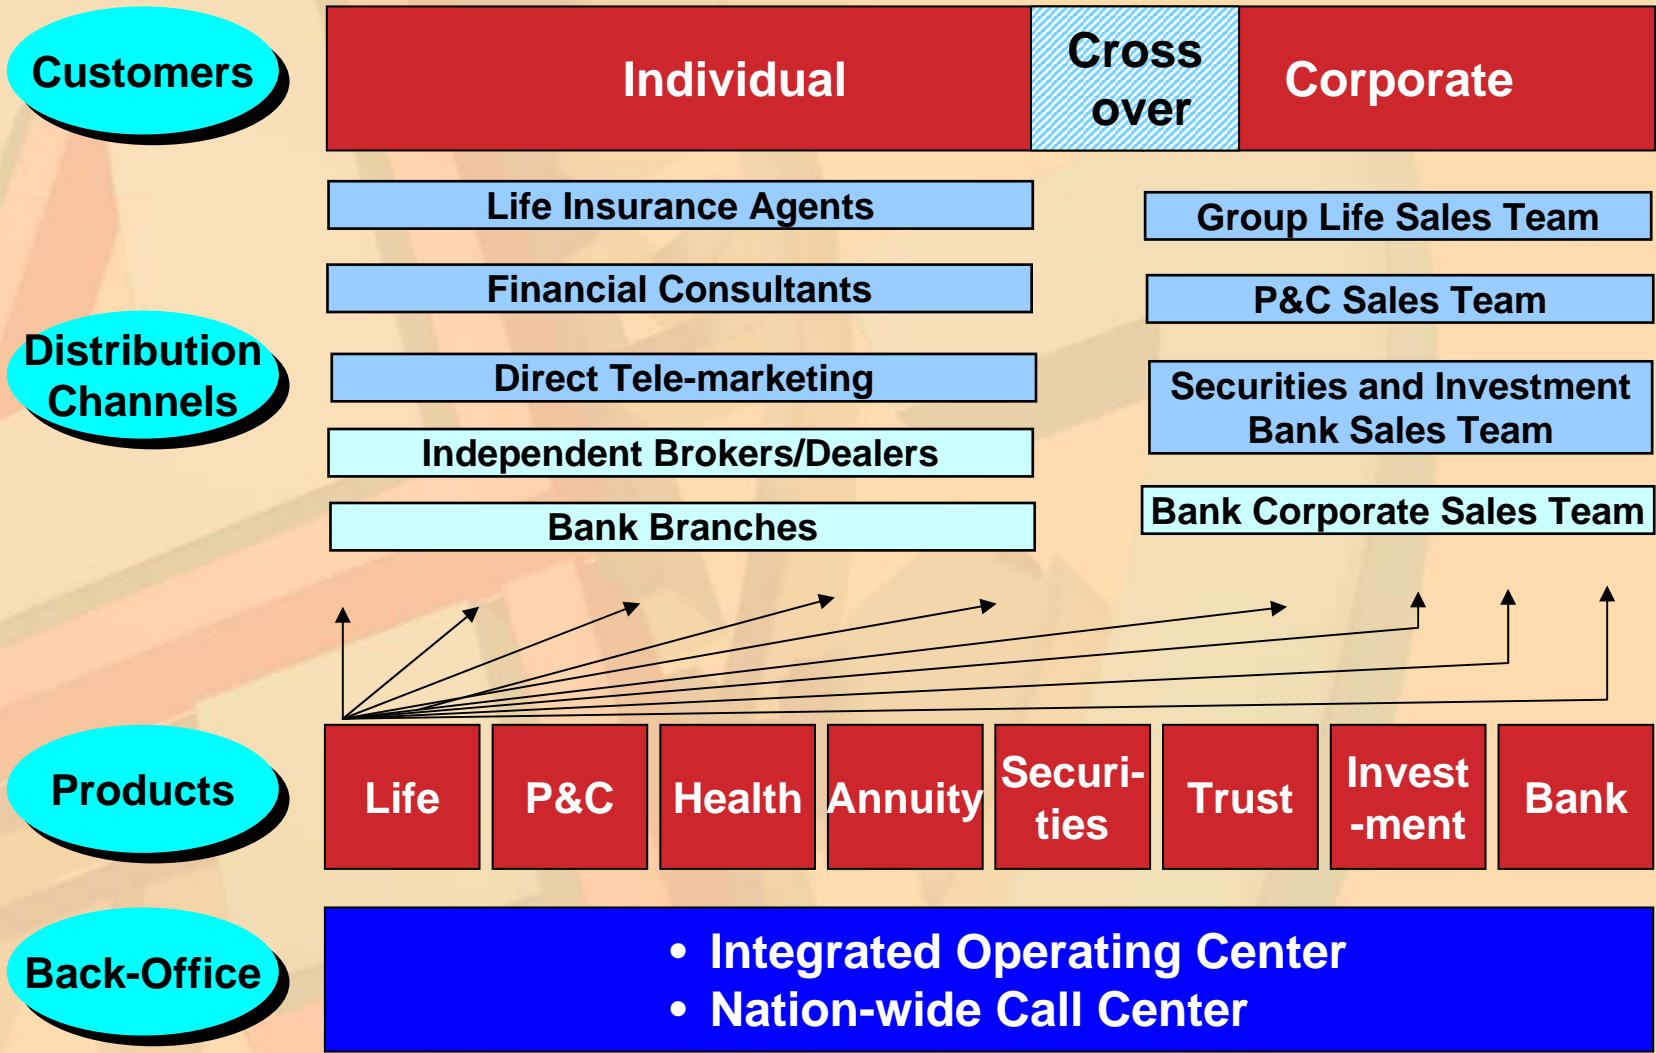 Customers
Individual
Cross
over
Corporate
Distribution
Channels
Life Insurance Agents
Financial Consultants
Direct Tele-marketing
Independent Brokers/Dealers
Bank Branches
Group Life Sales Team
P&C Sales Team
Securities and Investment
Bank Sales Team
Bank Corporate Sales Team
Products
Life
P&C
Health
Annuity
Securi-
ties
Trust
Invest
-ment
Bank
Back-Office
• Integrated Operating Center
• Nation-wide Call Center